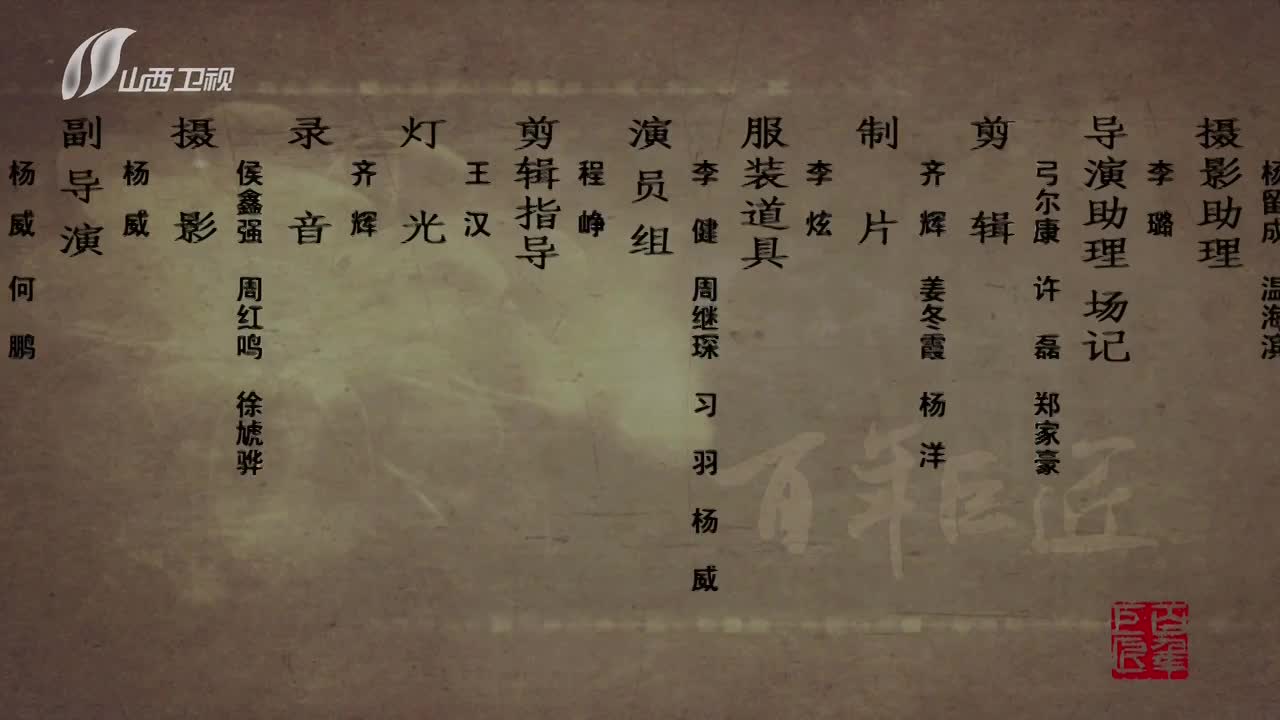 山西卫视
杨威 何鹏
副导演
杨威
摄影
侯鑫强 周红鸣 徐虓骅
录音
齐辉
灯光
王汉
剪辑指导
程峥
演员组
李健 周继琛 习羽 杨威
服装道具
李炫
制片
齐辉 姜冬霞 杨洋
剪辑
弓尔康 许磊 郑家豪
导演助理 场记
李璐
摄影助理
杨留成 温海滨
百年巨匠
百年巨匠